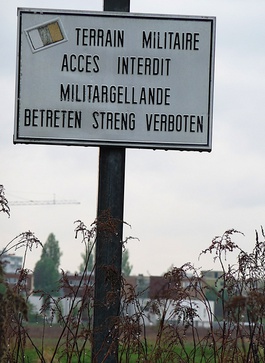 TERRAIN MILITAIRE
ACCES INTERDIT
MILITARGELLANDE
BETRETEN STRENG VERBOTEN